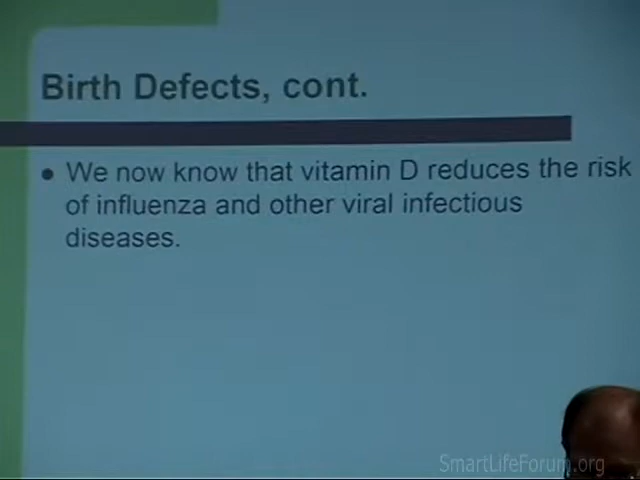 Birth Defects, cont.
• We now know that vitamin D reduces the risk
of influenza and other viral infectious
diseases.
SmartLifeForum.org